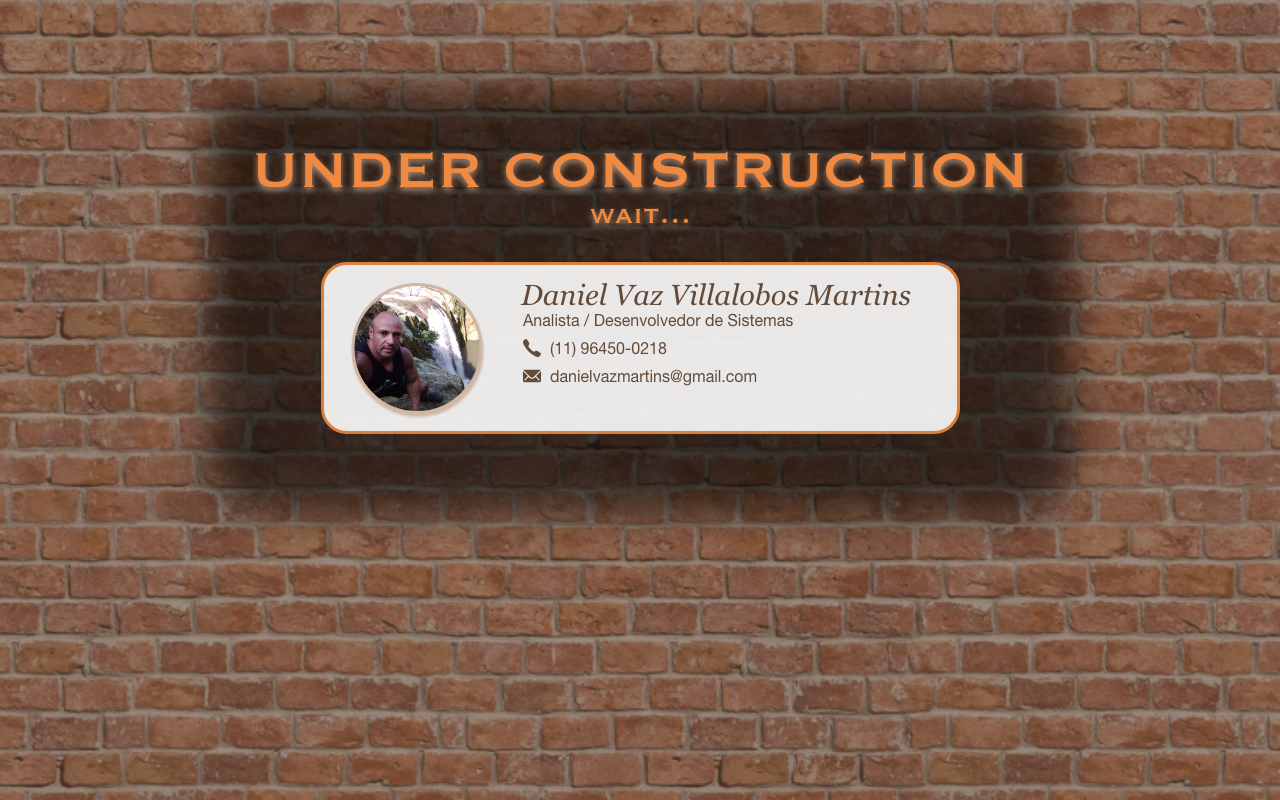 UNDER CONSTRUCTION
WAIT...
Daniel Vaz Villalobos Martins
Analista / Desenvolvedor de Sistemas
(11) 96450-0218
danielvazmartins@gmail.com